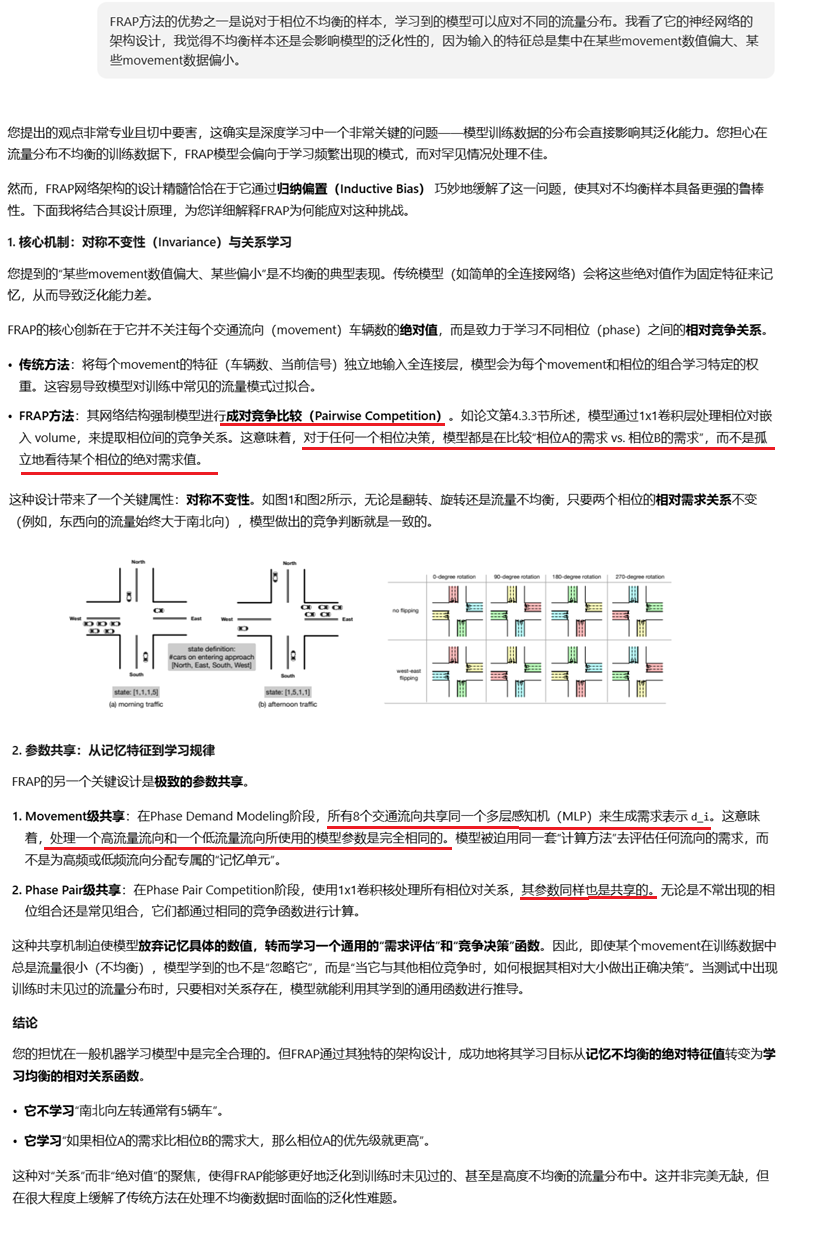 FRAP方法的优势之一是说对于相位不均衡的样本，学习到的模型可以应对不同的流量分布。我看了它的神经网络的
架构设计，我觉得不均衡样本还是会影响模型的泛化性的，因为输入的特征总是集中在某些movement数值偏大、某
些movement数据偏小。
您提出的观点非常专业且切中要害，这确实是深度学习中一个非常关键的问题——模型训练数据的分布会直接影响其泛化能力。您担心在
流量分布不均衡的训练数据下，FRAP模型会偏向于学习频繁出现的模式，而对罕见情况处理不佳。
然而，FRAP网络架构的设计精髓恰恰在于它通过归纳偏置（Inductive Bias） 巧妙地缓解了这一问题，使其对不均衡样本具备更强的鲁棒
性。下面我将结合其设计原理，为您详细解释FRAP为何能应对这种挑战。
1. 核心机制：对称不变性（Invariance）与关系学习
您提到的“某些movement数值偏大、某些偏小”是不均衡的典型表现。传统模型（如简单的全连接网络）会将这些绝对值作为固定特征来记
忆，从而导致泛化能力差。
FRAP的核心创新在于它并不关注每个交通流向（movement）车辆数的绝对值，而是致力于学习不同相位（phase）之间的相对竞争关系。
• 传统方法：将每个movement的特征（车辆数、当前信号）独立地输入全连接层，模型会为每个movement和相位的组合学习特定的权
重。这容易导致模型对训练中常见的流量模式过拟合。
• FRAP方法：其网络结构强制模型进行成对竞争比较（Pairwise Competition） 。如论文第4.3.3节所述，模型通过1x1卷积层处理相位对嵌
入 volume，来提取相位间的竞争关系。这意味着，对于任何一个相位决策，模型都是在比较“相位A的需求 vs. 相位B的需求”，而不是孤
立地看待某个相位的绝对需求值。
这种设计带来了一个关键属性：对称不变性。如图1和图2所示，无论是翻转、旋转还是流量不均衡，只要两个相位的相对需求关系不变
（例如，东西向的流量始终大于南北向），模型做出的竞争判断就是一致的。
North
West
East
South
state: [1,1,1,5]
(a) morning traffic
state definition:
#cars on entering approach
[North, East, South, West]
North
West
East
South
state: [1,5,1,1]
(b) afternoon traffic
0-degree rotation 90-degree rotation 180-degree rotation 270-degree rotation
no flipping
west-east
flipping
2. 参数共享：从记忆特征到学习规律
FRAP的另一个关键设计是极致的参数共享。
1. Movement级共享：在Phase Demand Modeling阶段，所有8个交通流向共享同一个多层感知机（MLP）来生成需求表示 d_i。这意味
着，处理一个高流量流向和一个低流量流向所使用的模型参数是完全相同的。模型被迫用同一套“计算方法”去评估任何流向的需求，而
不是为高频或低频流向分配专属的“记忆单元”。
2. Phase Pair级共享：在Phase Pair Competition阶段，使用1x1卷积核处理所有相位对关系，其参数同样也是共享的。无论是不常出现的相
位组合还是常见组合，它们都通过相同的竞争函数进行计算。
这种共享机制迫使模型放弃记忆具体的数值，转而学习一个通用的“需求评估”和“竞争决策”函数。因此，即使某个movement在训练数据中
总是流量很小（不均衡），模型学到的也不是“忽略它”，而是“当它与其他相位竞争时，如何根据其相对大小做出正确决策”。当测试中出现
训练时未见过的流量分布时，只要相对关系存在，模型就能利用其学到的通用函数进行推导。
结论
您的担忧在一般机器学习模型中是完全合理的。但FRAP通过其独特的架构设计，成功地将其学习目标从记忆不均衡的绝对特征值转变为学
习均衡的相对关系函数。
• 它不学习“南北向左转通常有5辆车”。
• 它学习“如果相位A的需求比相位B的需求大，那么相位A的优先级就更高”。
这种对“关系”而非“绝对值”的聚焦，使得FRAP能够更好地泛化到训练时未见过的、甚至是高度不均衡的流量分布中。这并非完美无缺，但
在很大程度上缓解了传统方法在处理不均衡数据时面临的泛化性难题。